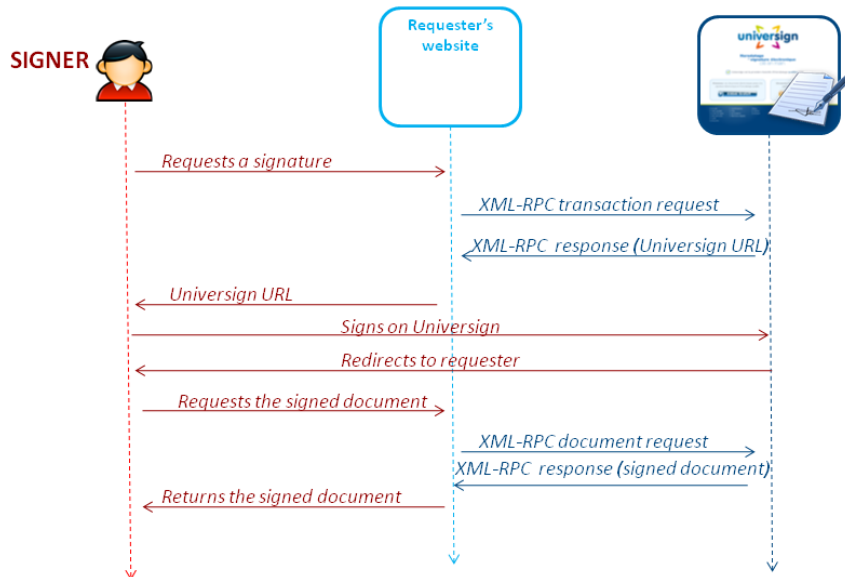 Requester's
website
universign
SIGNER
Requests a signature
XML-RPC transaction request
XML-RPC response (Universign URL)
Universign URL
Signs on Universign
Redirects to requester
Requests the signed document
XML-RPC document request
XML-RPC response (signed document)
Returns the signed document